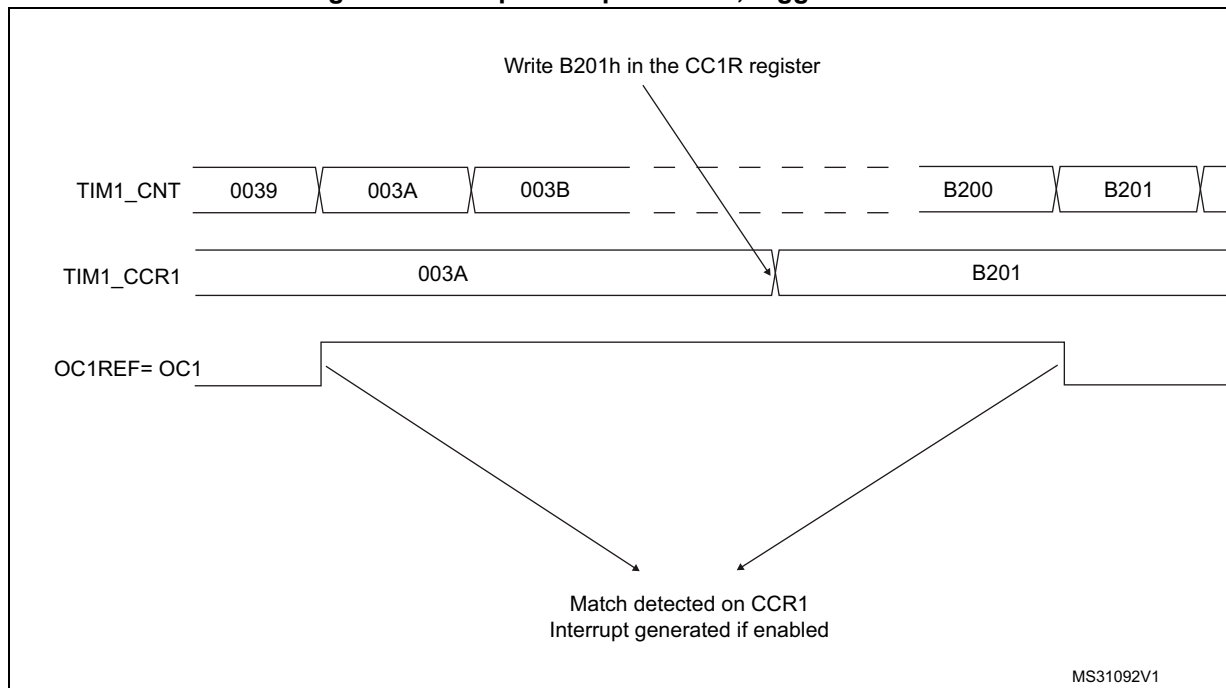 Write B201h in the CC1R register
TIM1_CNT 0039 003A 003B B200 B201
TIM1_CCR1 003A B201
OC1REF= OC1
Match detected on CCR1
Interrupt generated if enabled
MS31092V1